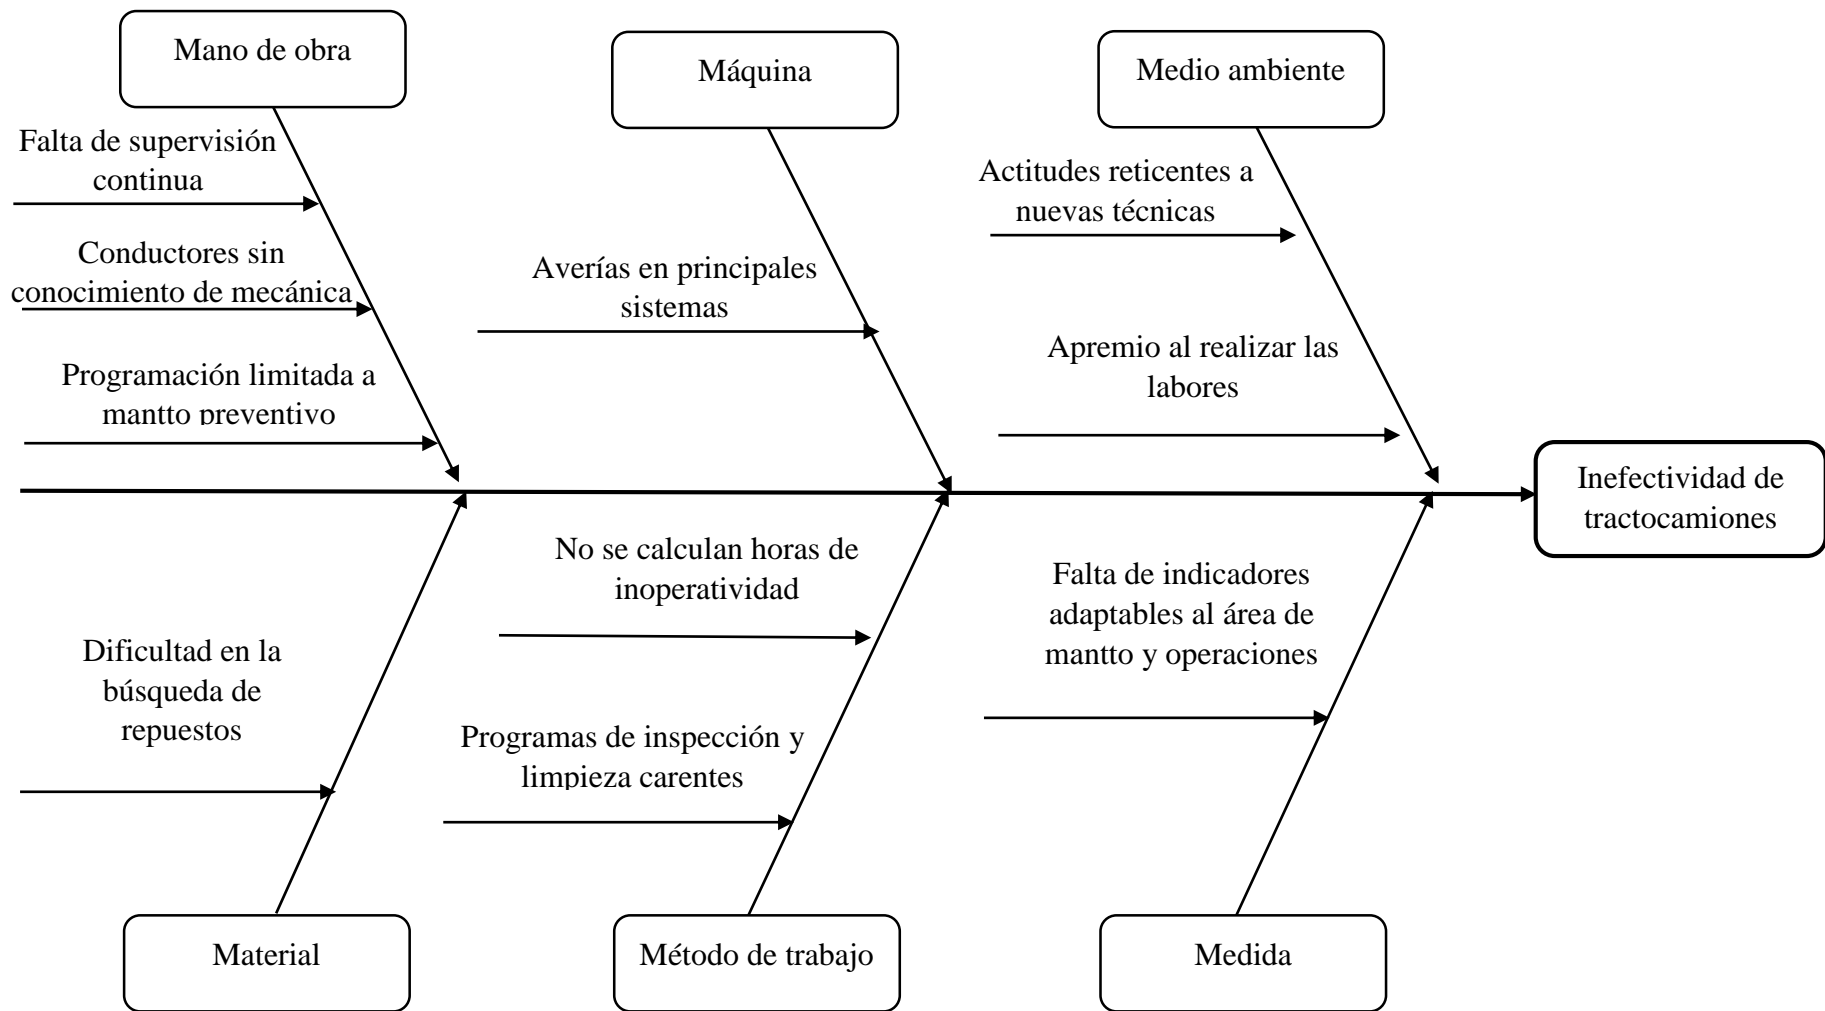 Mano de obra
Máquina
Medio ambiente
Falta de supervisión
continua
Conductores sin
conocimiento de mecánica
Programación limitada a
mantto preventivo
Averías en principales
sistemas
Actitudes reticentes a
nuevas técnicas
Apremio al realizar las
labores
Inefectividad de
tractocamiones
Dificultad en la
búsqueda de
repuestos
No se calculan horas de
inoperatividad
Programas de inspección y
limpieza carentes
Falta de indicadores
adaptables al área de
mantto y operaciones
Material
Método de trabajo
Medida